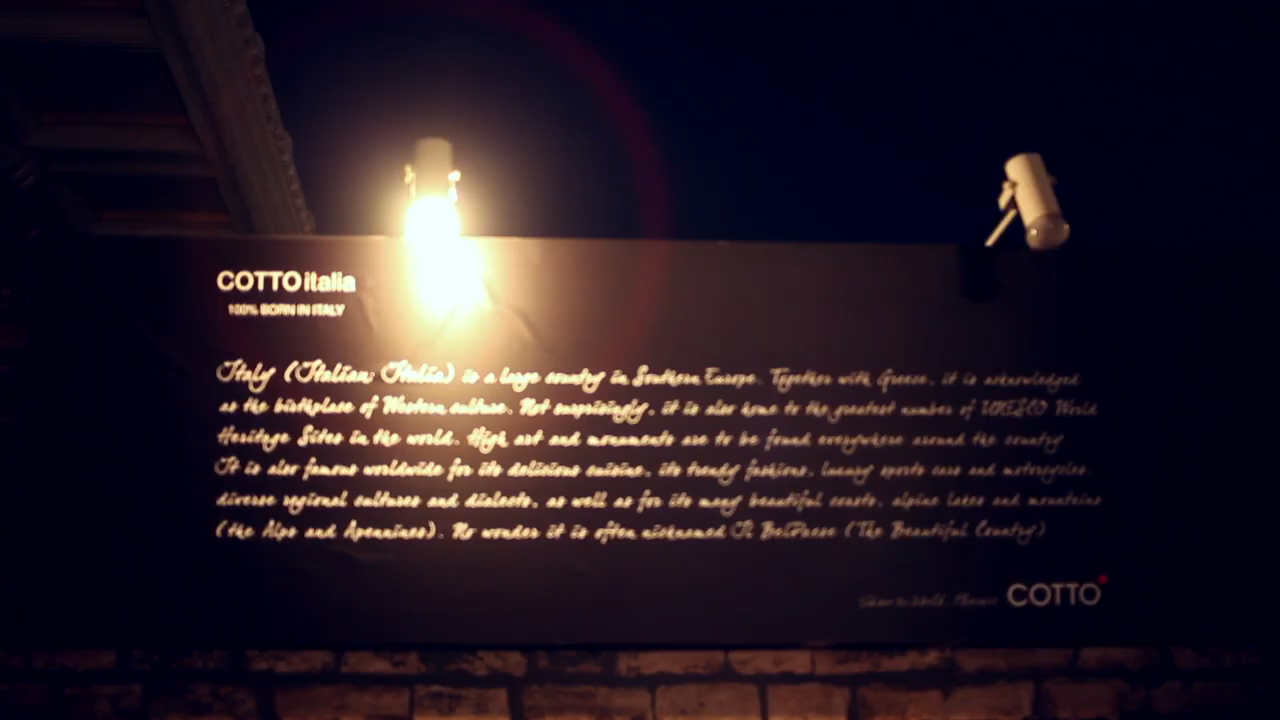 COTTO italia
100% BORN IN ITALY
Italy (Italian: Italia) is a large country in Southern Europe. Together with Greece, it is acknowledged
as the birthplace of Western culture. Not surprisingly, it is also home to the greatest number of UNESCO World
Heritage Sites in the world. High art and monuments are to be found everywhere around the country
It is also famous worldwide for its delicious cuisine, its trendy fashions, luxury sports cars and motorcycles,
diverse regional cultures and dialects, as well as for its many beautiful coasts, alpine lakes and mountains
(the Alps and Apennines). No wonder it is often nicknamed Il Bel Paese (The Beautiful Country)
COTTO